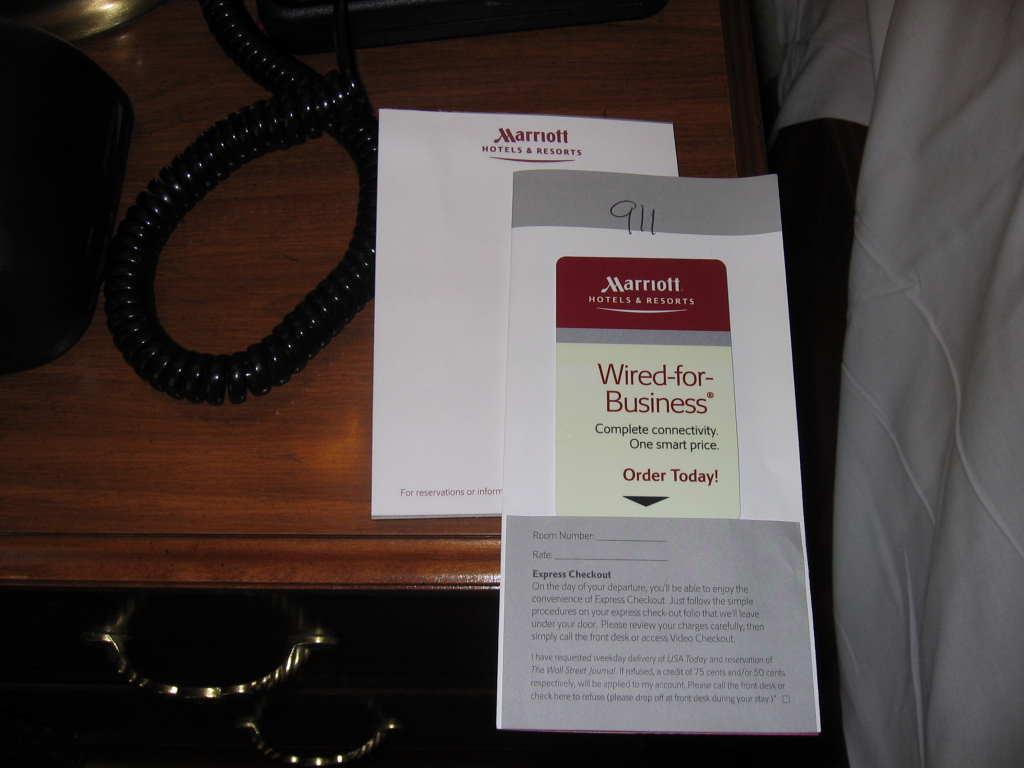 Marriott
HOTELS & RESORTS
For reservations or inform
911
Marriott
HOTELS & RESORTS
Wired-for-
Business®
Complete connectivity.
One smart price.
Order Today!
Room Number:
Rate:
Express Checkout
On the day of your departure, you'll be able to enjoy the
convenience of Express Checkout. Just follow the simple
procedures on your express check-out folio that we'll leave
under your door. Please review your charges carefully, then
simply call the front desk or access Video Checkout.
I have requested weekday delivery of USA Today and reservation of
The Wall Street Journal. If refused, a credit of 75 cents and/or 50 cents
respectively, will be applied to my account. Please call the front desk or
check here to refuse (please drop off at front desk during your stay.)* ☐